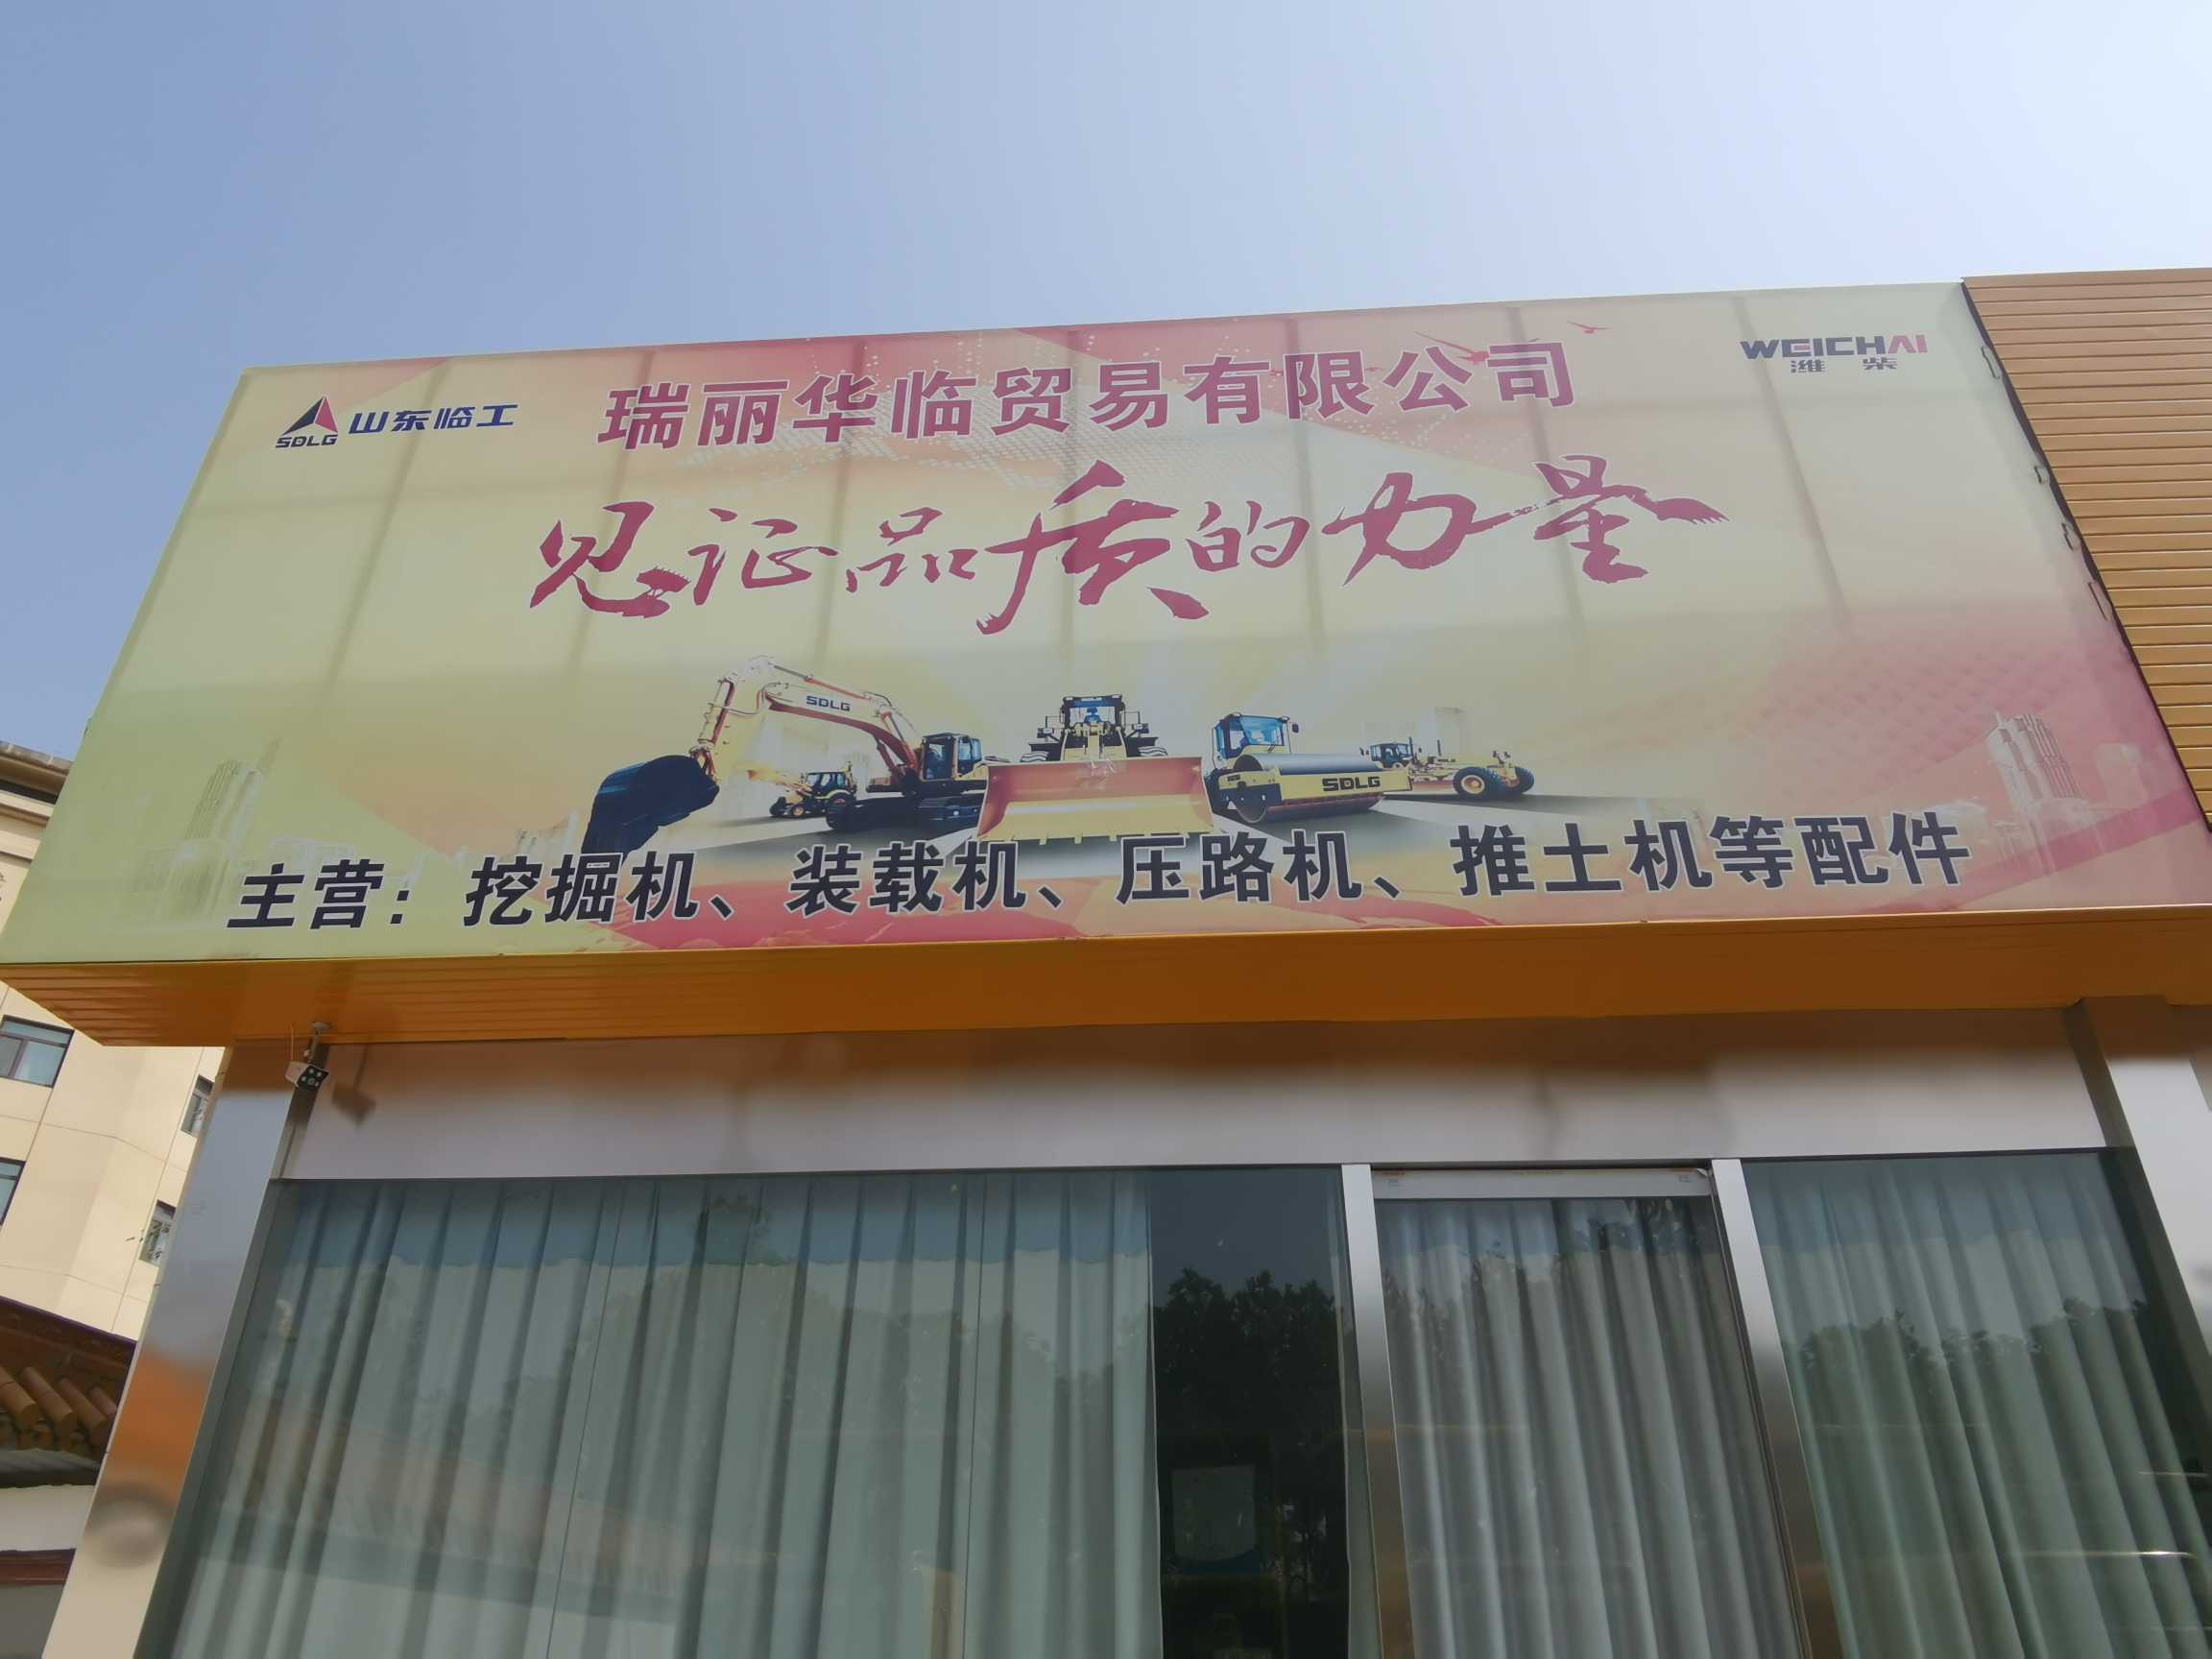 SDLG 山东临工
瑞丽华临贸易有限公司
WEICHAI
潍柴
见证品质的力量
SDLG
SDLG
主营：挖掘机、装载机、压路机、推土机等配件